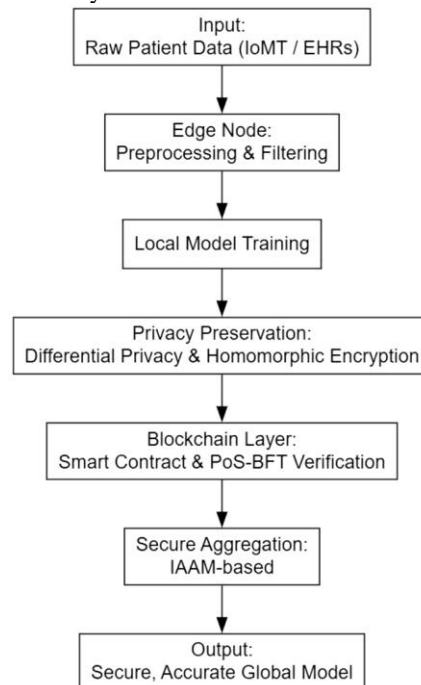 Input:
Raw Patient Data (IoMT / EHRs)
Edge Node:
Preprocessing & Filtering
Local Model Training
Privacy Preservation:
Differential Privacy & Homomorphic Encryption
Blockchain Layer:
Smart Contract & PoS-BFT Verification
Secure Aggregation:
IAAM-based
Output:
Secure, Accurate Global Model